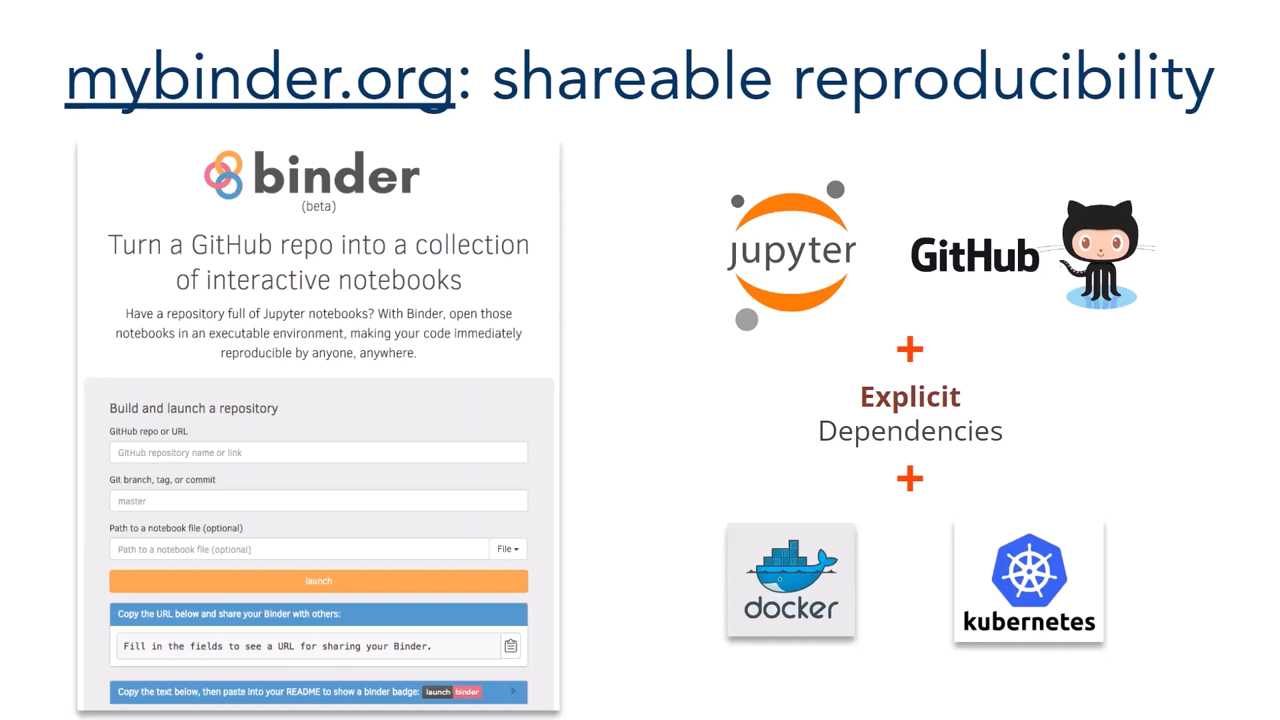 mybinder.org: shareable reproducibility
binder
(beta)
Turn a GitHub repo into a collection
of interactive notebooks
Have a repository full of Jupyter notebooks? With Binder, open those
notebooks in an executable environment, making your code immediately
reproducible by anyone, anywhere.
Build and launch a repository
GitHub repo or URL
GitHub repository name or link
Git branch, tag, or commit
master
Path to a notebook file (optional)
Path to a notebook file (optional) File
launch
Copy the URL below and share your Binder with others:
Fill in the fields to see a URL for sharing your Binder.
Copy the text below, then paste into your README to show a binder badge: launch binder
jupyter
GitHub
+
Explicit
Dependencies
+
docker
kubernetes